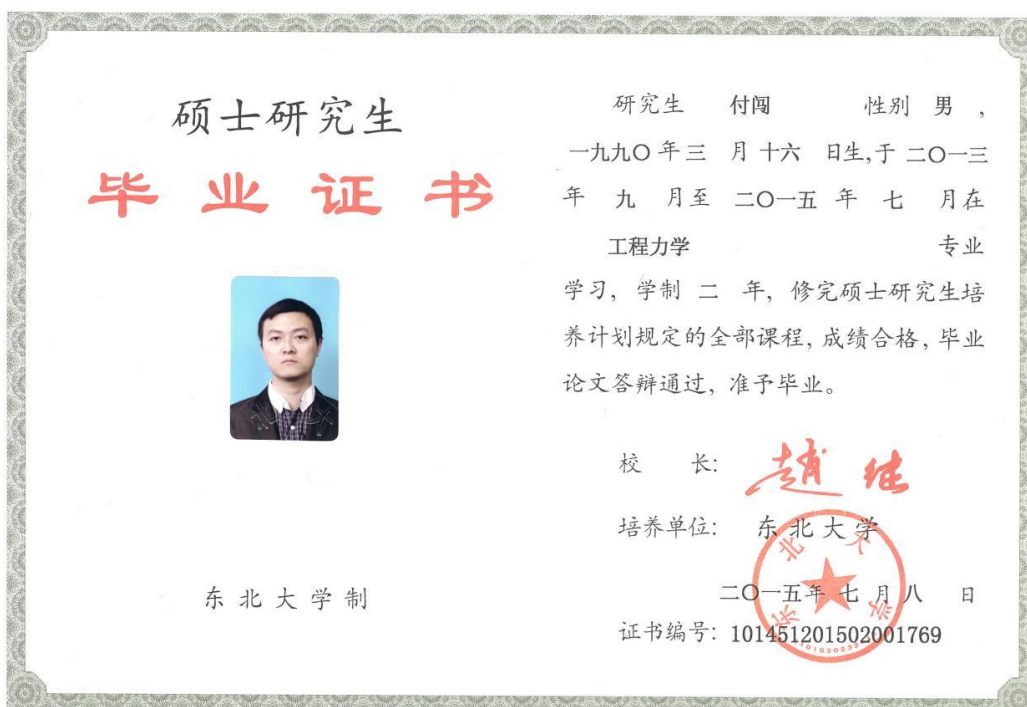 硕士研究生
毕业证书
东北大学制
研究生 付闯 性别 男，
一九九〇年三 月十六 日生，于 二〇一三
年 九 月至 二〇一五 年 七 月在
工程力学 专业
学习，学制 二 年，修完硕士研究生培
养计划规定的全部课程，成绩合格，毕业
论文答辩通过，准予毕业。
校 长： 赵继
培养单位： 东北大学
东北大学
二〇一五年 七 月 八 日
证书编号：101451201502001769